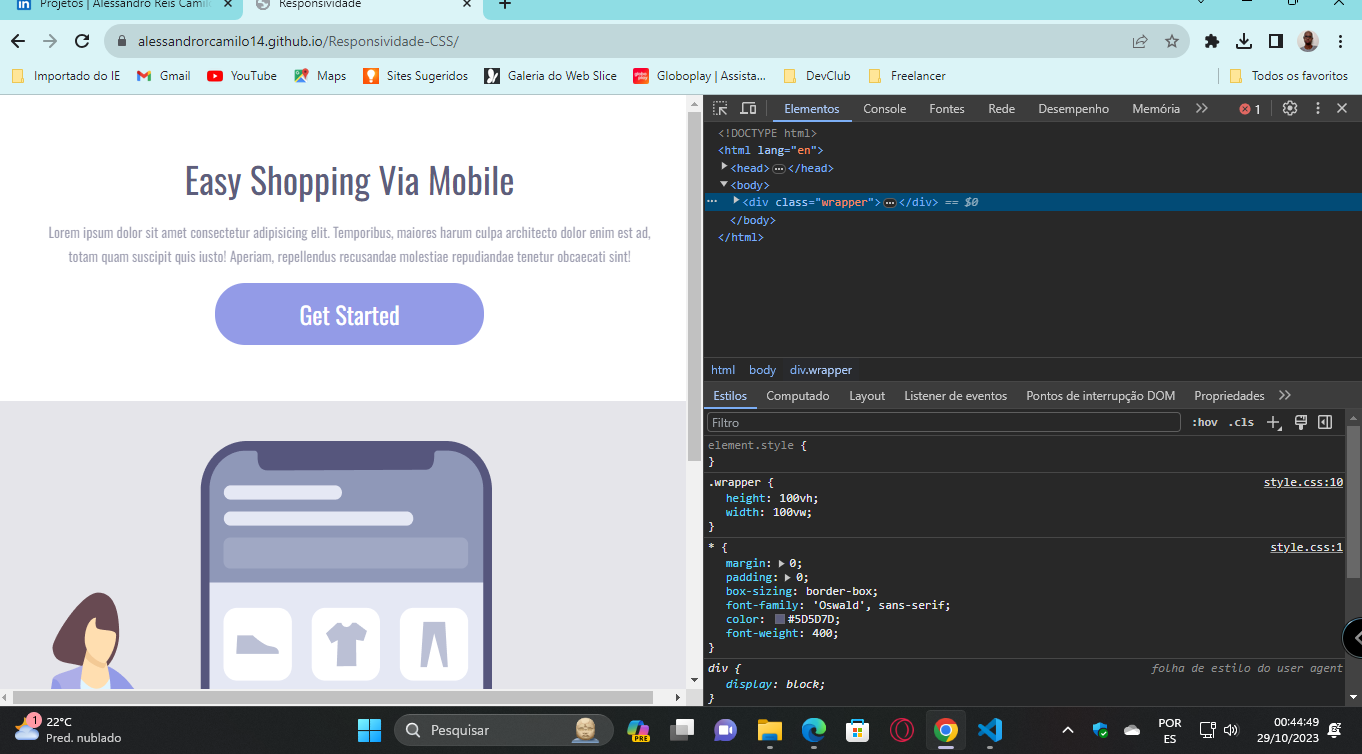 Projetos | Alessandro Reis Camil
Responsividade
alessandrorcamilo14.github.io/Responsividade-CSS/
Importado do IE
Gmail
YouTube
Maps
Sites Sugeridos
Galeria do Web Slice
Globoplay | Assista...
DevClub
Freelancer
Todos os favoritos
Easy Shopping Via Mobile
Lorem ipsum dolor sit amet consectetur adipisicing elit. Temporibus, maiores harum culpa architecto dolor enim est ad,
totam quam suscipit quis iusto! Aperiam, repellendus recusandae molestiae repudiandae tenetur obcaecati sint!
Get Started
Elementos
Console
Fontes
Rede
Desempenho
Memória
1
<!DOCTYPE html>
<html lang="en">
<head> ... </head>
<body>
... <div class="wrapper"> ... </div> == $0
</body>
</html>
html
body
div.wrapper
Estilos
Computado
Layout
Listener de eventos
Pontos de interrupção DOM
Propriedades
Filtro
:hov
.cls
element.style {
}
.wrapper {
style.css:10
height: 100vh;
width: 100vw;
}
* {
style.css:1
margin: 0;
padding: 0;
box-sizing: border-box;
font-family: 'Oswald', sans-serif;
color: #5D5D7D;
font-weight: 400;
}
div {
folha de estilo do user agent
display: block;
}
1
22°C
Pred. nublado
Pesquisar
PRE
POR
ES
00:44:49
29/10/2023